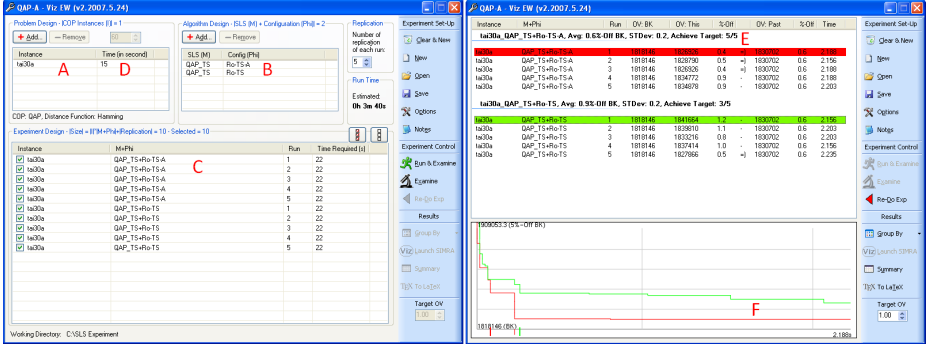 QAP-A - Viz EW (v2.2007.5.24)
Problem Design - |COP Instances (I)| = 1
Algorithm Design - |SLS (M) + Configuration (Phi)| = 2
Replication
Experiment Set-Up
Add...
Remove
60
Add...
Remove
Number of
replication
of each run:
5
Instance
Time (in second)
tai30a
15
A
D
SLS (M)
Config (Phi)
QAP_TS
Ro-TS-A
QAP_TS
Ro-TS
B
Run Time
Estimated:
0h 3m 40s
COP: QAP, Distance Function: Hamming
Experiment Design - |Size| = |I|*|M+Phi|*|Replication| = 10 - Selected = 10
Instance M+Phi Run Time Required (s)
tai30a QAP_TS+Ro-TS-A 1 22
tai30a QAP_TS+Ro-TS-A 2 22
tai30a QAP_TS+Ro-TS-A 3 22
tai30a QAP_TS+Ro-TS-A 4 22
tai30a QAP_TS+Ro-TS-A 5 22
tai30a QAP_TS+Ro-TS 1 22
tai30a QAP_TS+Ro-TS 2 22
tai30a QAP_TS+Ro-TS 3 22
tai30a QAP_TS+Ro-TS 4 22
tai30a QAP_TS+Ro-TS 5 22
C
Working Directory: C:\SLS Experiment
Clear & New
New
Open
Save
Options
Notes
Experiment Control
Run & Examine
Examine
Re-Do Exp
Results
Group By
Viz Launch SIMRA
Summary
TEX To LaTeX
Target OV
1.00
QAP-A - Viz EW (v2.2007.5.24)
Instance M+Phi Run OV: BK OV: This %-Off OV: Past %-Off Time
tai30a_QAP_TS+Ro-TS-A, Avg: 0.6%-Off BK, STDev: 0.2, Achieve Target: 5/5
E
tai30a QAP_TS+Ro-TS-A 1 1818146 1825925 0.4 =) 1830702 0.6 2.188
tai30a QAP_TS+Ro-TS-A 2 1818146 1828790 0.5 =) 1830702 0.6 2.156
tai30a QAP_TS+Ro-TS-A 3 1818146 1826926 0.4 =) 1830702 0.6 2.188
tai30a QAP_TS+Ro-TS-A 4 1818146 1834772 0.9 - 1830702 0.6 2.188
tai30a QAP_TS+Ro-TS-A 5 1818146 1834878 0.9 - 1830702 0.6 2.156
tai30a_QAP_TS+Ro-TS, Avg: 0.9%-Off BK, STDev: 0.2, Achieve Target: 3/5
tai30a QAP_TS+Ro-TS 1 1818146 1841664 1.2 - 1830702 0.6 2.156
tai30a QAP_TS+Ro-TS 2 1818146 1839810 1.1 - 1830702 0.6 2.203
tai30a QAP_TS+Ro-TS 3 1818146 1833216 0.8 - 1830702 0.6 2.203
tai30a QAP_TS+Ro-TS 4 1818146 1837414 1.0 - 1830702 0.6 2.156
tai30a QAP_TS+Ro-TS 5 1818146 1827866 0.5 =) 1830702 0.6 2.235
1909053.3 (5%-Off BK)
F
1818146 (BK)
2.188s
Experiment Set-Up
Clear & New
New
Open
Save
Options
Notes
Experiment Control
Run & Examine
Examine
Re-Do Exp
Results
Group By
Viz Launch SIMRA
Summary
TEX To LaTeX
Target OV
1.00